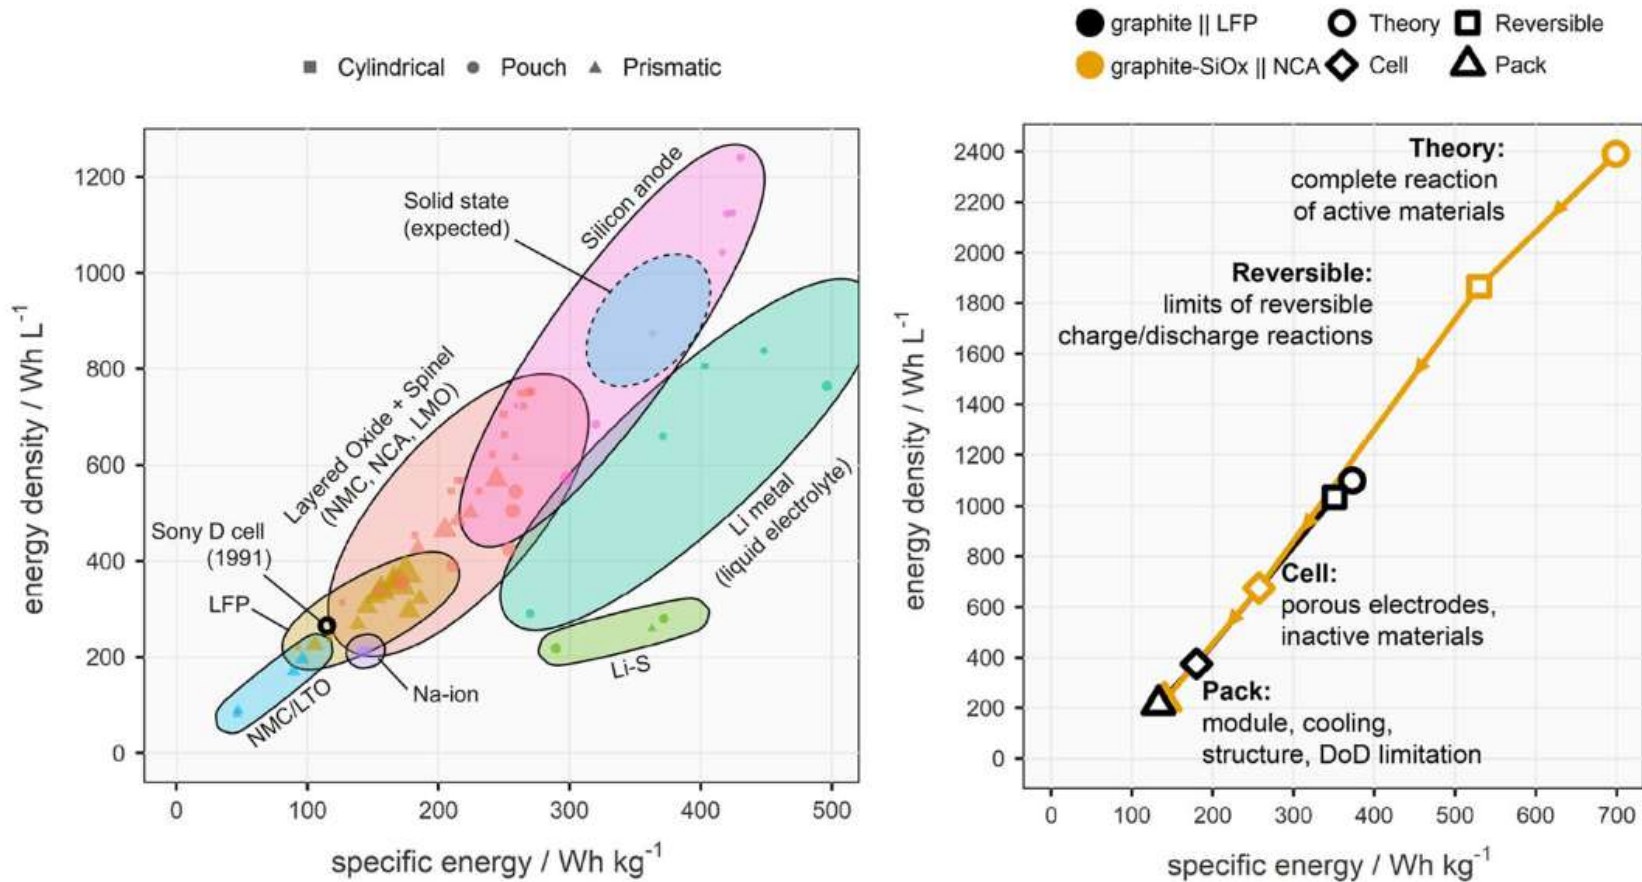 Cylindrical Pouch Prismatic
energy density / Wh L-1
1200
1000
800
600
400
200
0
0 100 200 300 400 500
specific energy / Wh kg-1
Solid state
(expected)
Silicon anode
Layered Oxide + Spinel
(NMC, NCA, LMO)
Sony D cell
(1991)
LFP
Li metal
(liquid electrolyte)
Li-S
Na-ion
NMC/LTO
graphite || LFP Theory Reversible
graphite-SiOx || NCA Cell Pack
energy density / Wh L-1
2400
2200
2000
1800
1600
1400
1200
1000
800
600
400
200
0
0 100 200 300 400 500 600 700
specific energy / Wh kg-1
Theory:
complete reaction
of active materials
Reversible:
limits of reversible
charge/discharge reactions
Cell:
porous electrodes,
inactive materials
Pack:
module, cooling,
structure, DoD limitation